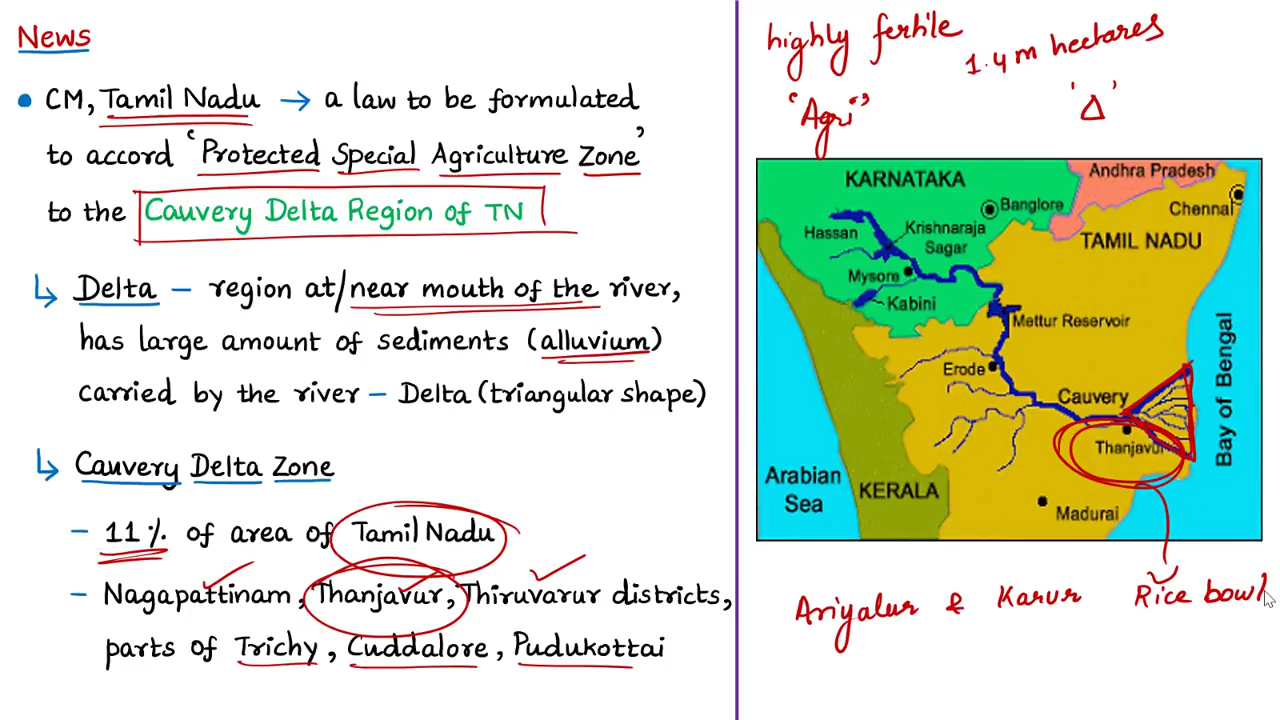 News
• CM, Tamil Nadu → a law to be formulated
to accord 'Protected Special Agriculture Zone'
to the Cauvery Delta Region of TN
↳ Delta – region at/near mouth of the river,
has large amount of sediments (alluvium)
carried by the river – Delta (triangular shape)
↳ Cauvery Delta Zone
– 11% of area of Tamil Nadu
– Nagapattinam, Thanjavur, Thiruvarur districts,
parts of Trichy, Cuddalore, Pudukottai
highly fertile
1.4 m hectares
'Agri'
'Δ'
KARNATAKA
Andhra Pradesh
Banglore
Chennai
Hassan
Krishnaraja
Sagar
TAMIL NADU
Mysore
Kabini
Mettur Reservoir
Erode
Cauvery
Thanjavur
Bay of Bengal
Arabian
Sea
KERALA
Madurai
Ariyalur & Karur
Rice bowl